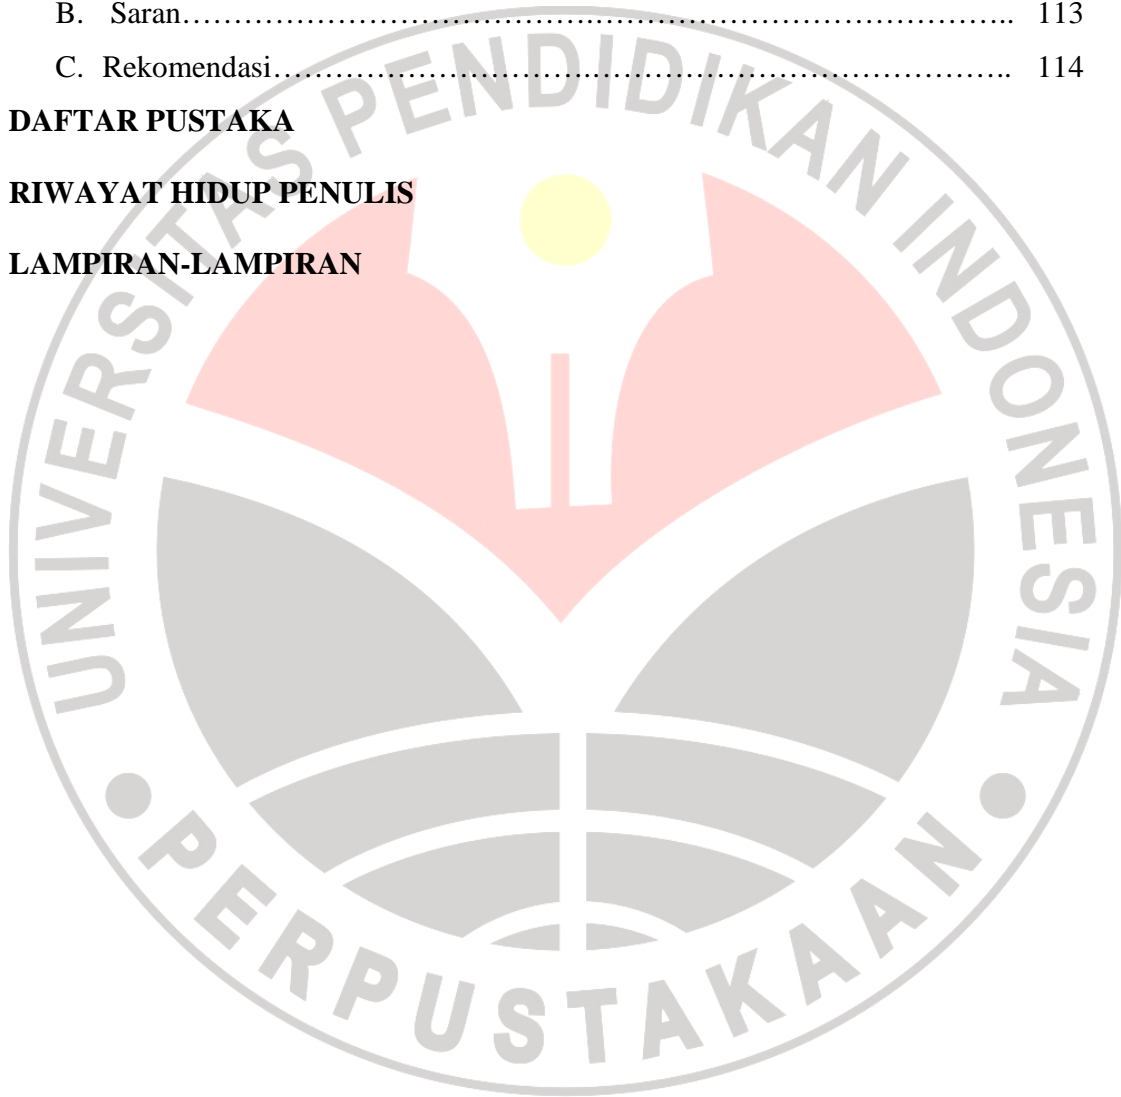 B. Saran……………………………………..………………………………….. 113
C. Rekomendasi…………………………..………………………………….. 114
DAFTAR PUSTAKA
RIWAYAT HIDUP PENULIS
LAMPIRAN-LAMPIRAN
UNIVERSITAS PENDIDIKAN INDONESIA
PERPUSTAKAAN